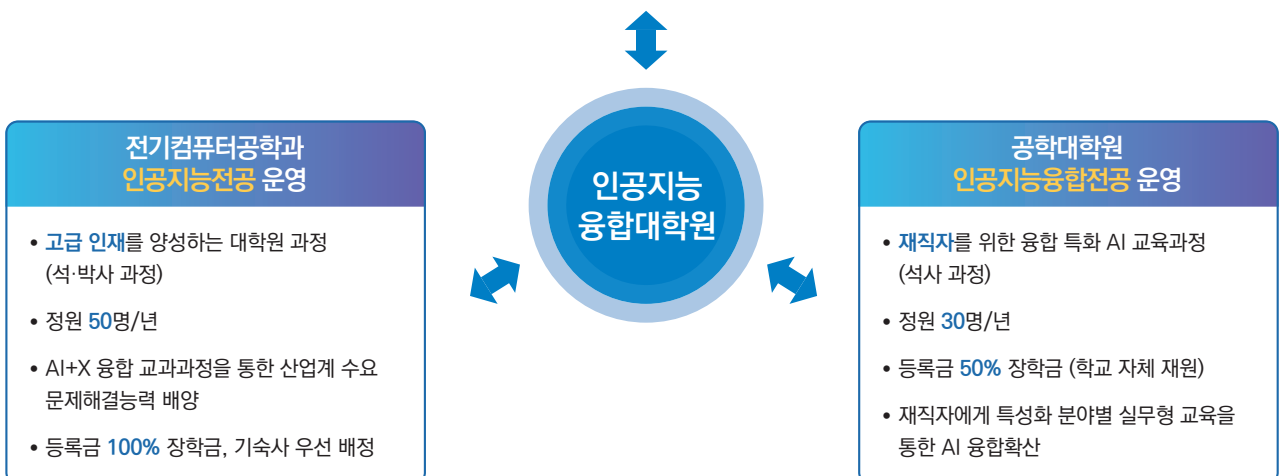 전기컴퓨터공학과
인공지능전공 운영
• 고급 인재를 양성하는 대학원 과정
(석·박사 과정)
• 정원 50명/년
• AI+X 융합 교과과정을 통한 산업계 수요
문제해결능력 배양
• 등록금 100% 장학금, 기숙사 우선 배정
인공지능
융합대학원
공학대학원
인공지능융합전공 운영
• 재직자를 위한 융합 특화 AI 교육과정
(석사 과정)
• 정원 30명/년
• 등록금 50% 장학금 (학교 자체 재원)
• 재직자에게 특성화 분야별 실무형 교육을
통한 AI 융합확산